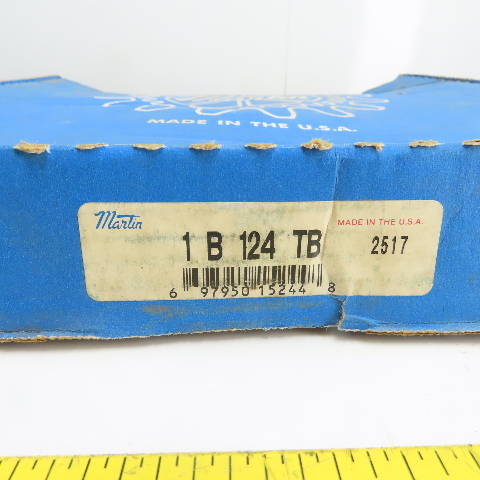 MADE IN THE U.S.A.
Martin
MADE IN THE U.S.A.
1 B 124 TB 2517
6 97950 15244 8